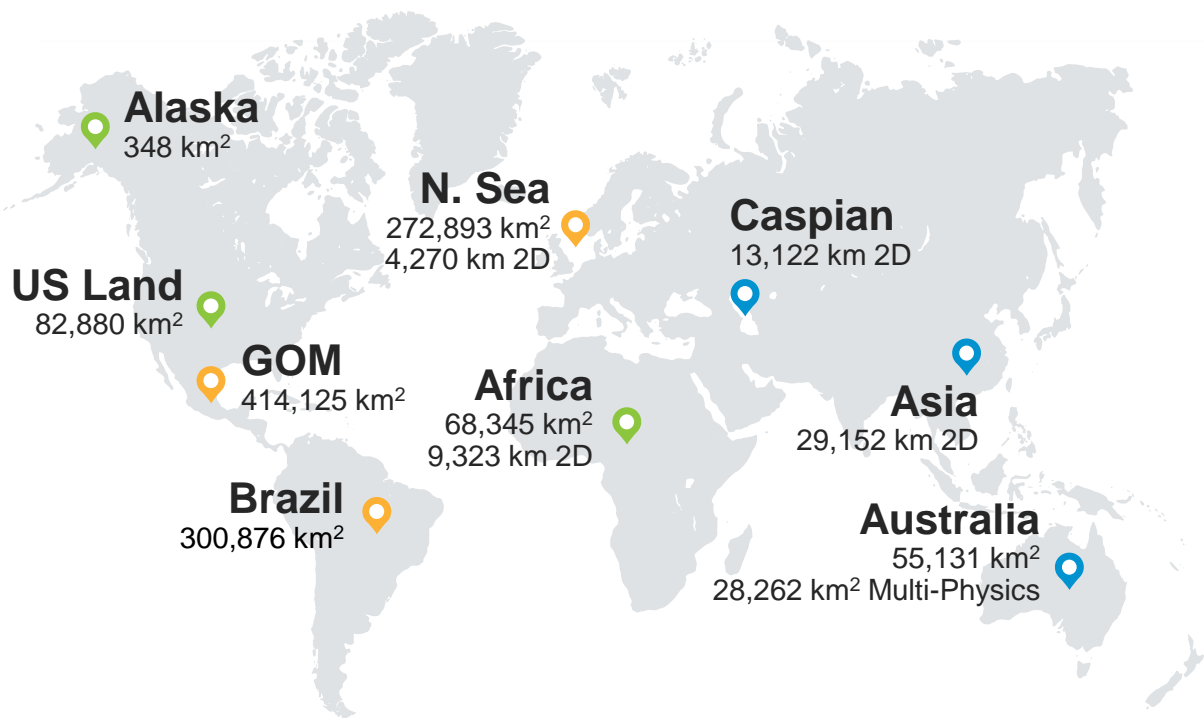 Alaska
348 km²
N. Sea
272,893 km²
4,270 km 2D
Caspian
13,122 km 2D
US Land
82,880 km²
GOM
414,125 km²
Africa
68,345 km²
9,323 km 2D
Asia
29,152 km 2D
Brazil
300,876 km²
Australia
55,131 km²
28,262 km² Multi-Physics